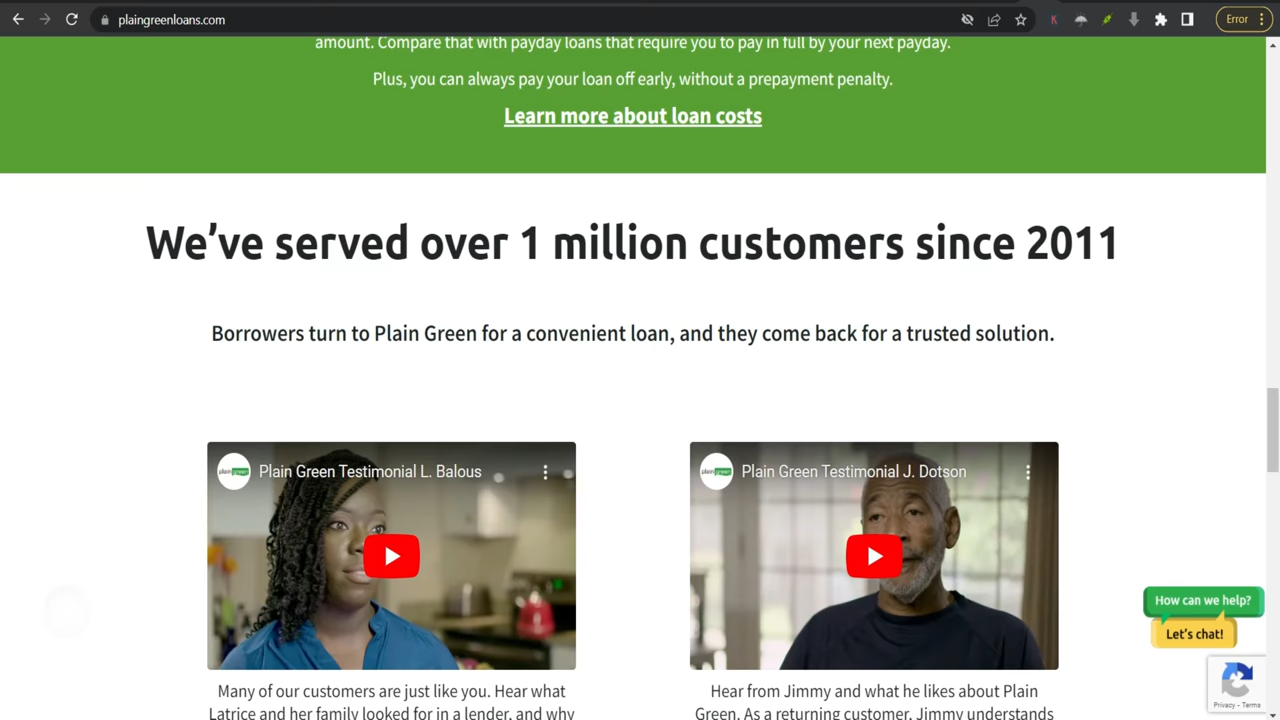 plaingreenloans.com
Error
amount. Compare that with payday loans that require you to pay in full by your next payday.
Plus, you can always pay your loan off early, without a prepayment penalty.
Learn more about loan costs
We’ve served over 1 million customers since 2011
Borrowers turn to Plain Green for a convenient loan, and they come back for a trusted solution.
plaingreen
Plain Green Testimonial L. Balous
plaingreen
Plain Green Testimonial J. Dotson
How can we help?
Let's chat!
Many of our customers are just like you. Hear what
Latrice and her family looked for in a lender, and why
Hear from Jimmy and what he likes about Plain
Green. As a returning customer, Jimmy understands
Privacy - Terms